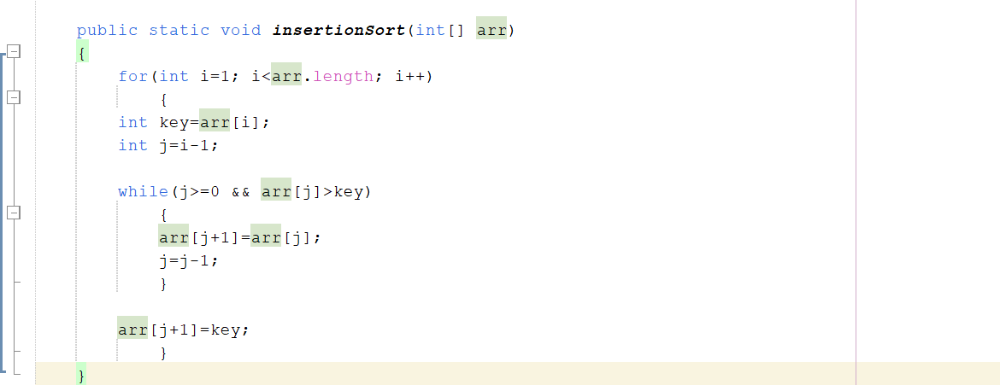 public static void insertionSort(int[] arr)
{
for(int i=1; i<arr.length; i++)
{
int key=arr[i];
int j=i-1;
while(j>=0 && arr[j]>key)
{
arr[j+1]=arr[j];
j=j-1;
}
arr[j+1]=key;
}
}